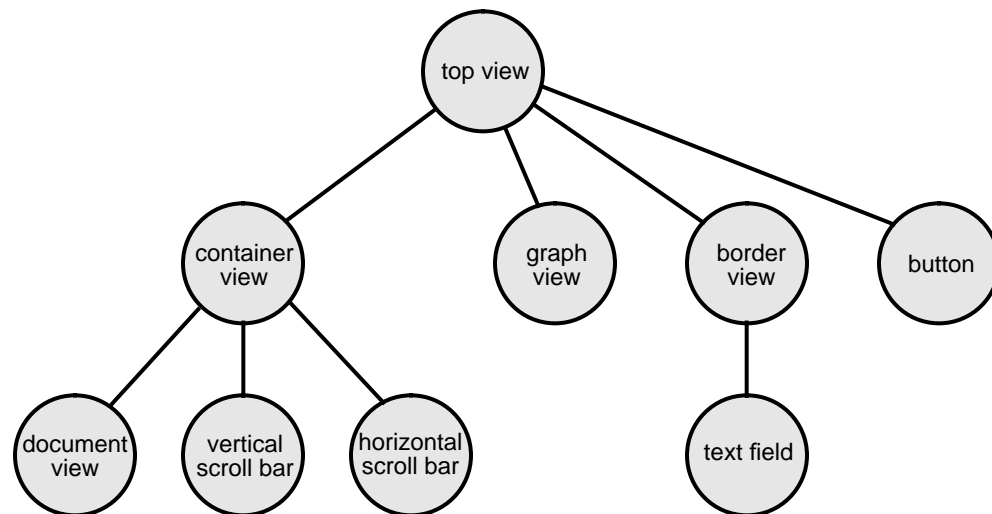 top view
container
view
graph
view
border
view
button
document
view
vertical
scroll bar
horizontal
scroll bar
text field